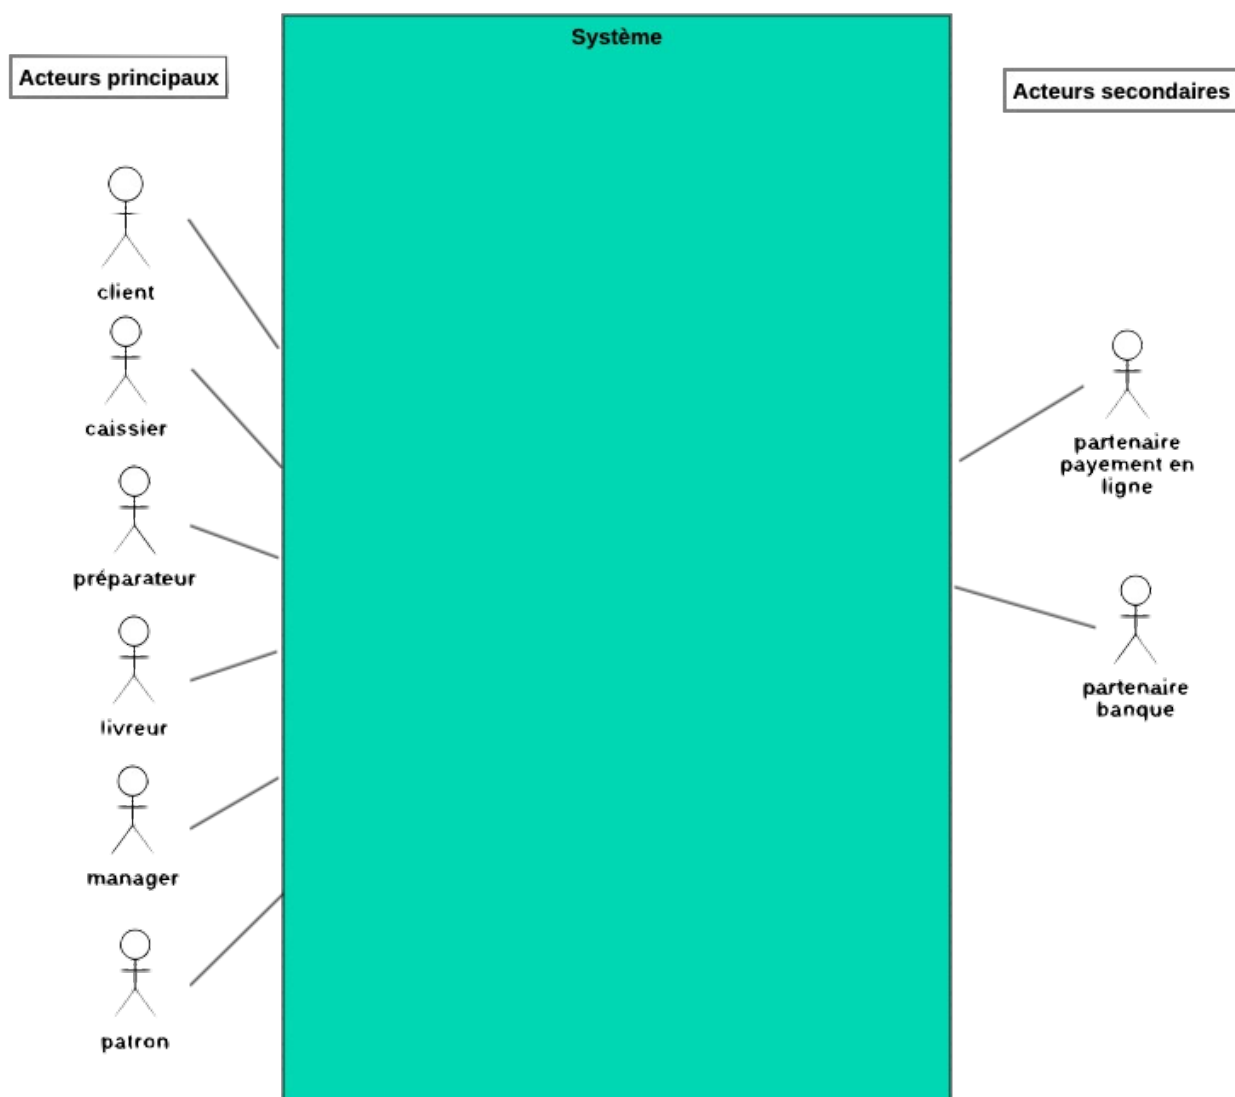 Système
Acteurs principaux
Acteurs secondaires
client
caissier
préparateur
livreur
manager
patron
partenaire
payement en
ligne
partenaire
banque